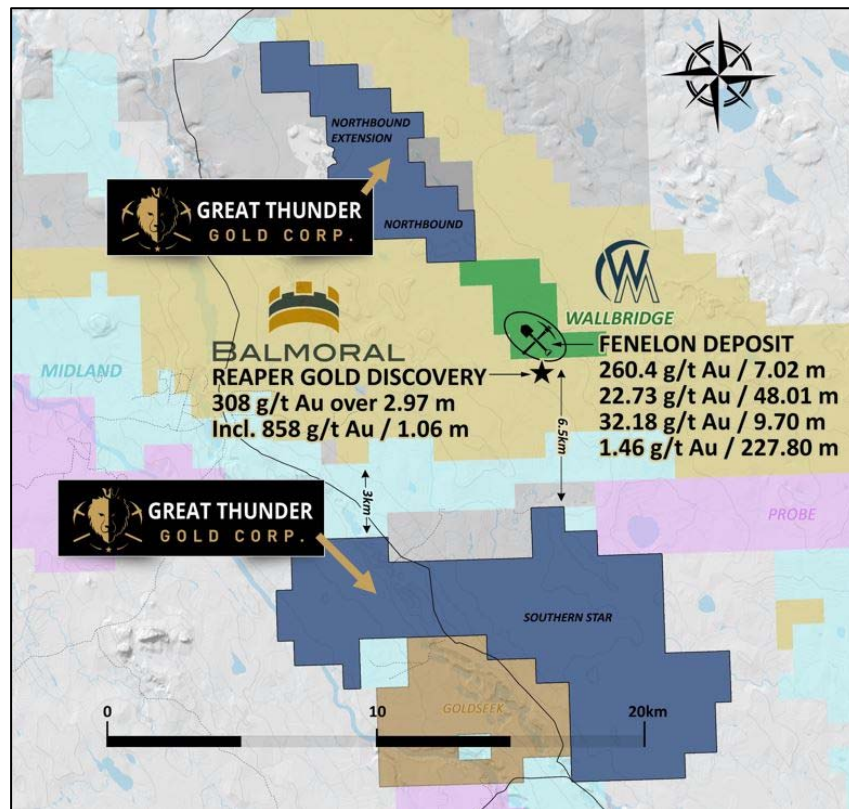 NORTHBOUND
EXTENSION
GREAT THUNDER
GOLD CORP.
NORTHBOUND
WM
WALLBRIDGE
BALMORAL
MIDLAND
REAPER GOLD DISCOVERY
308 g/t Au over 2.97 m
Incl. 858 g/t Au / 1.06 m
FENELON DEPOSIT
260.4 g/t Au / 7.02 m
22.73 g/t Au / 48.01 m
32.18 g/t Au / 9.70 m
1.46 g/t Au / 227.80 m
6.5km
3km
GREAT THUNDER
GOLD CORP.
PROBE
SOUTHERN STAR
GOLDSEEK
0 10 20km